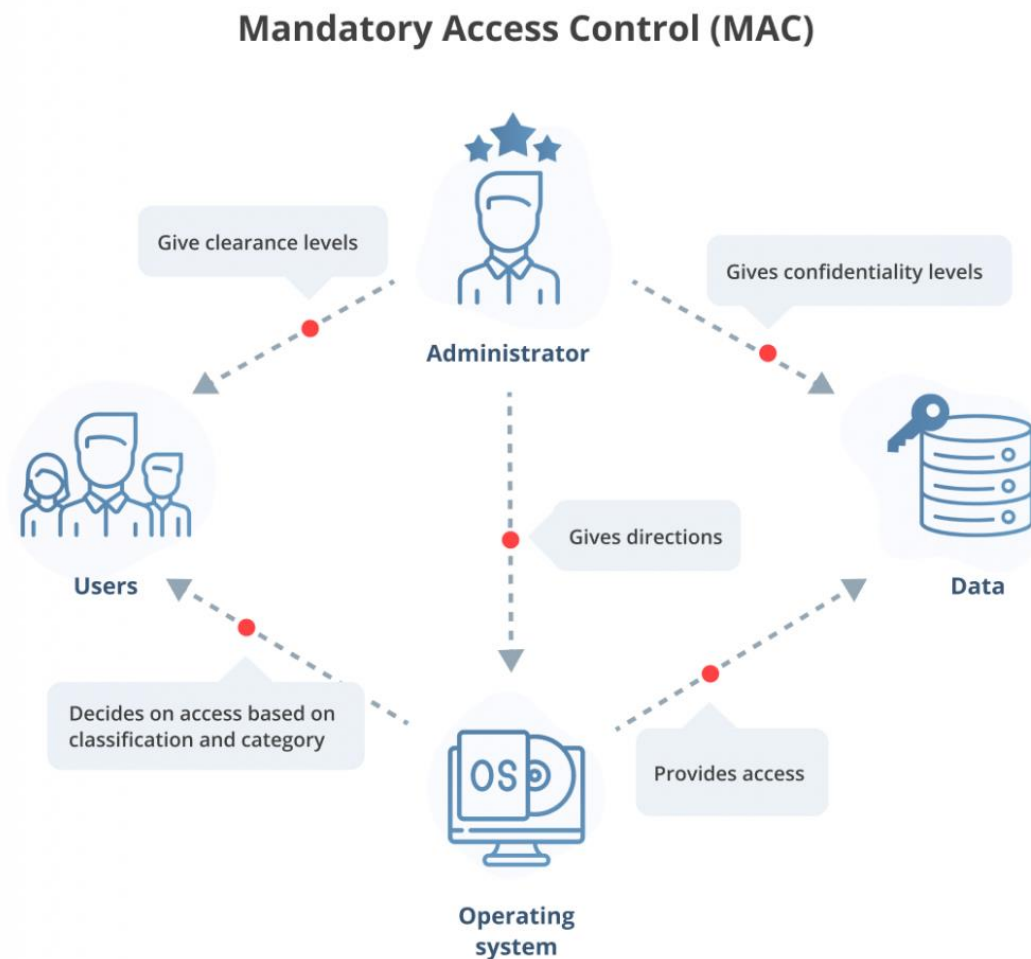 Mandatory Access Control (MAC)
Give clearance levels
Gives confidentiality levels
Administrator
Gives directions
Users
Data
Decides on access based on
classification and category
OS
Provides access
Operating
system